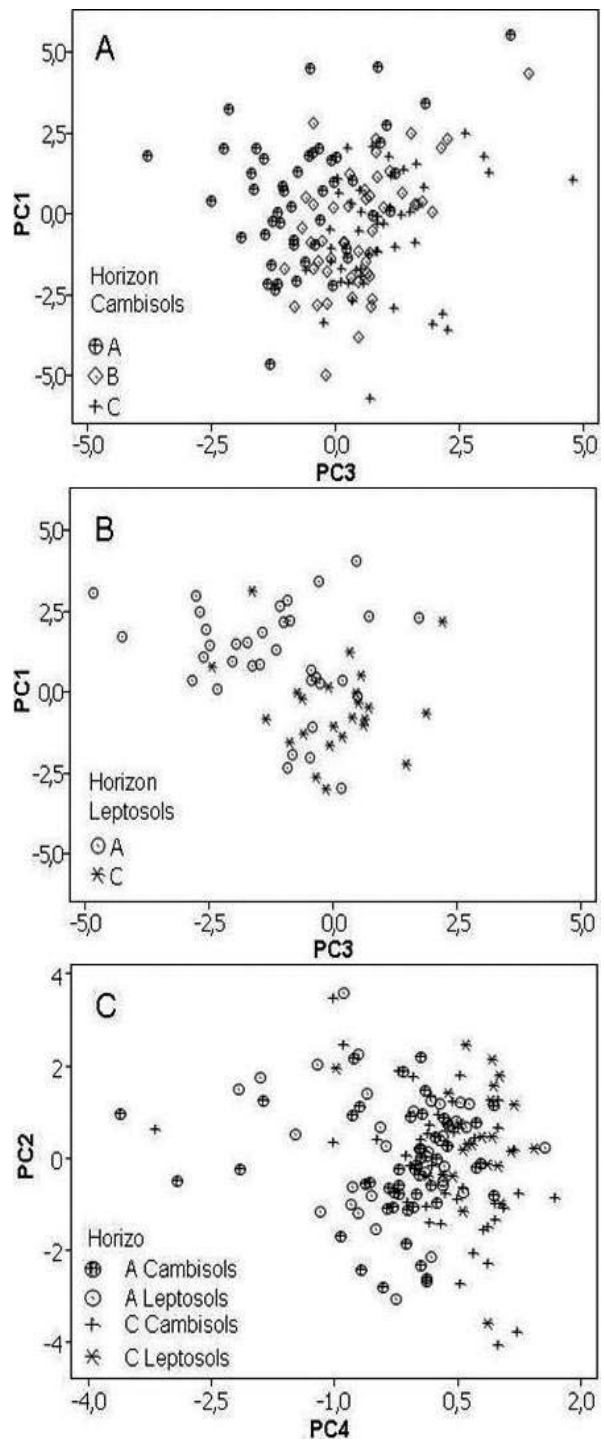 A
5,0
2,5
0,0
-2,5
-5,0
PC1
Horizon
Cambisols
A
B
C
-5,0 -2,5 0,0 2,5 5,0
PC3
B
5,0
2,5
0,0
-2,5
-5,0
PC1
Horizon
Leptosols
A
C
-5,0 -2,5 0,0 2,5 5,0
PC3
C
4
2
0
-2
-4
PC2
Horizo
A Cambisols
A Leptosols
C Cambisols
C Leptosols
-4,0 -2,5 -1,0 0,5 2,0
PC4